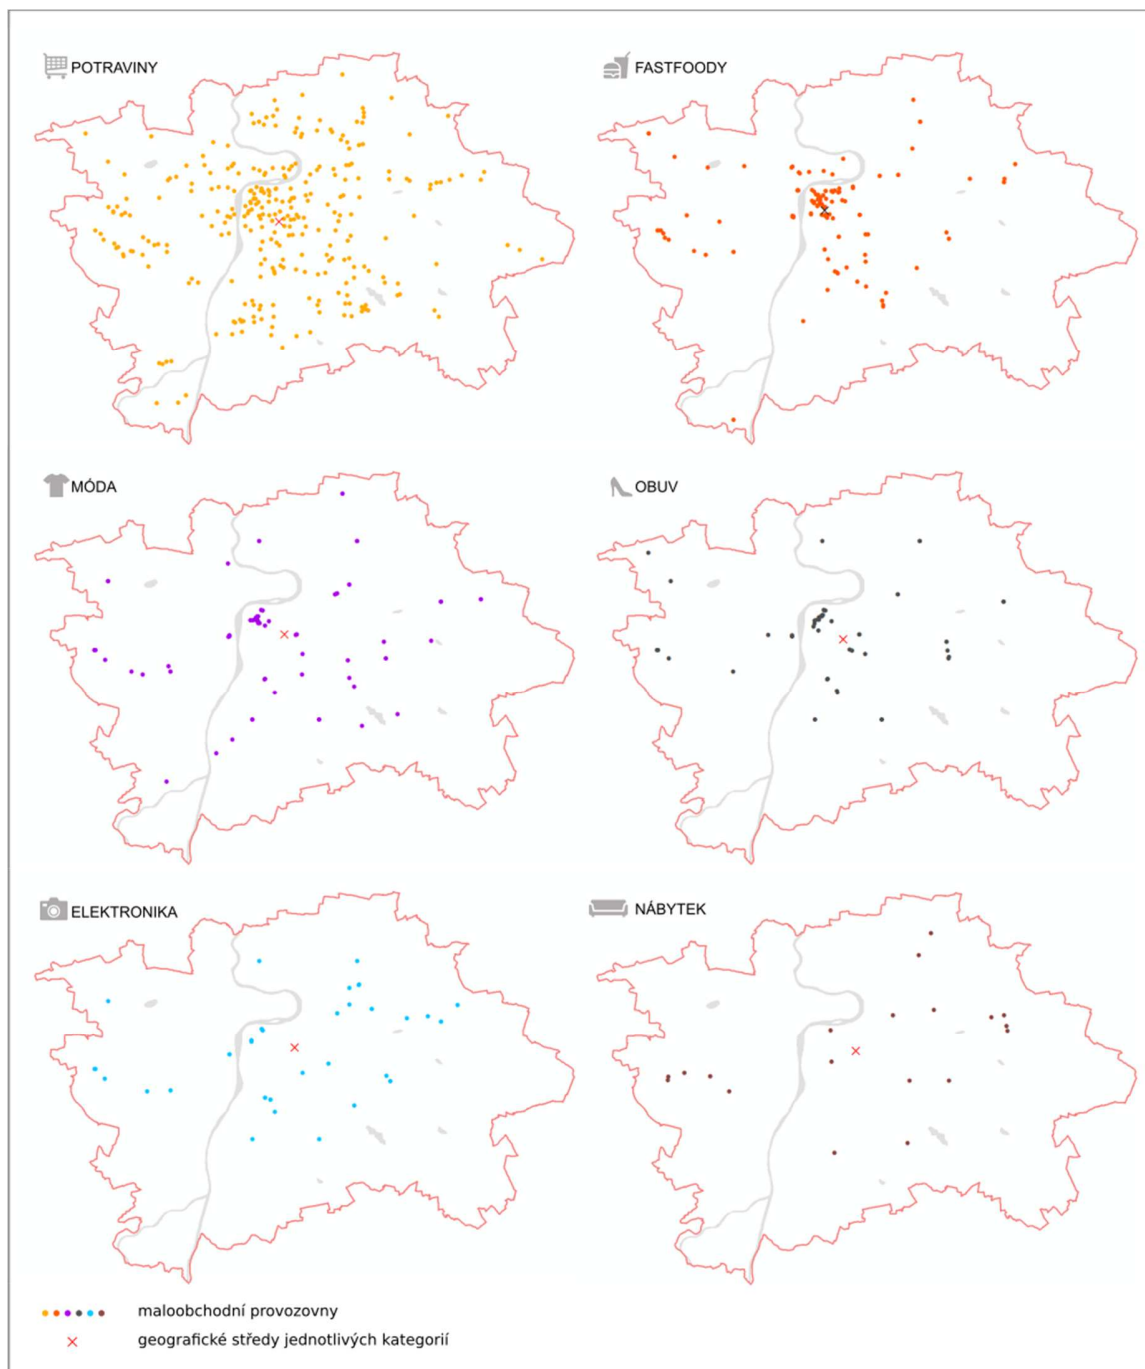 POTRAVINY
FASTFOODY
MÓDA
OBUV
ELEKTRONIKA
NÁBYTEK
maloobchodní provozovny
geografické středy jednotlivých kategorií